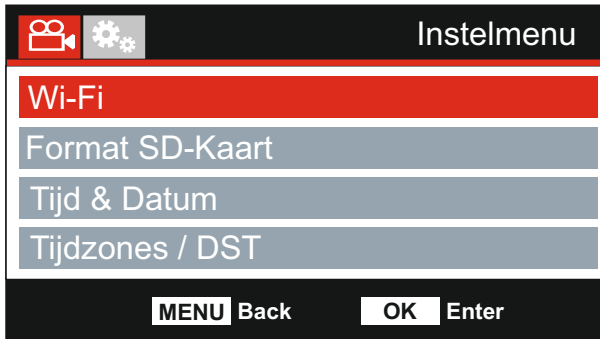 Instelmenu
Wi-Fi
Format SD-Kaart
Tijd & Datum
Tijdzones / DST
MENU Back OK Enter